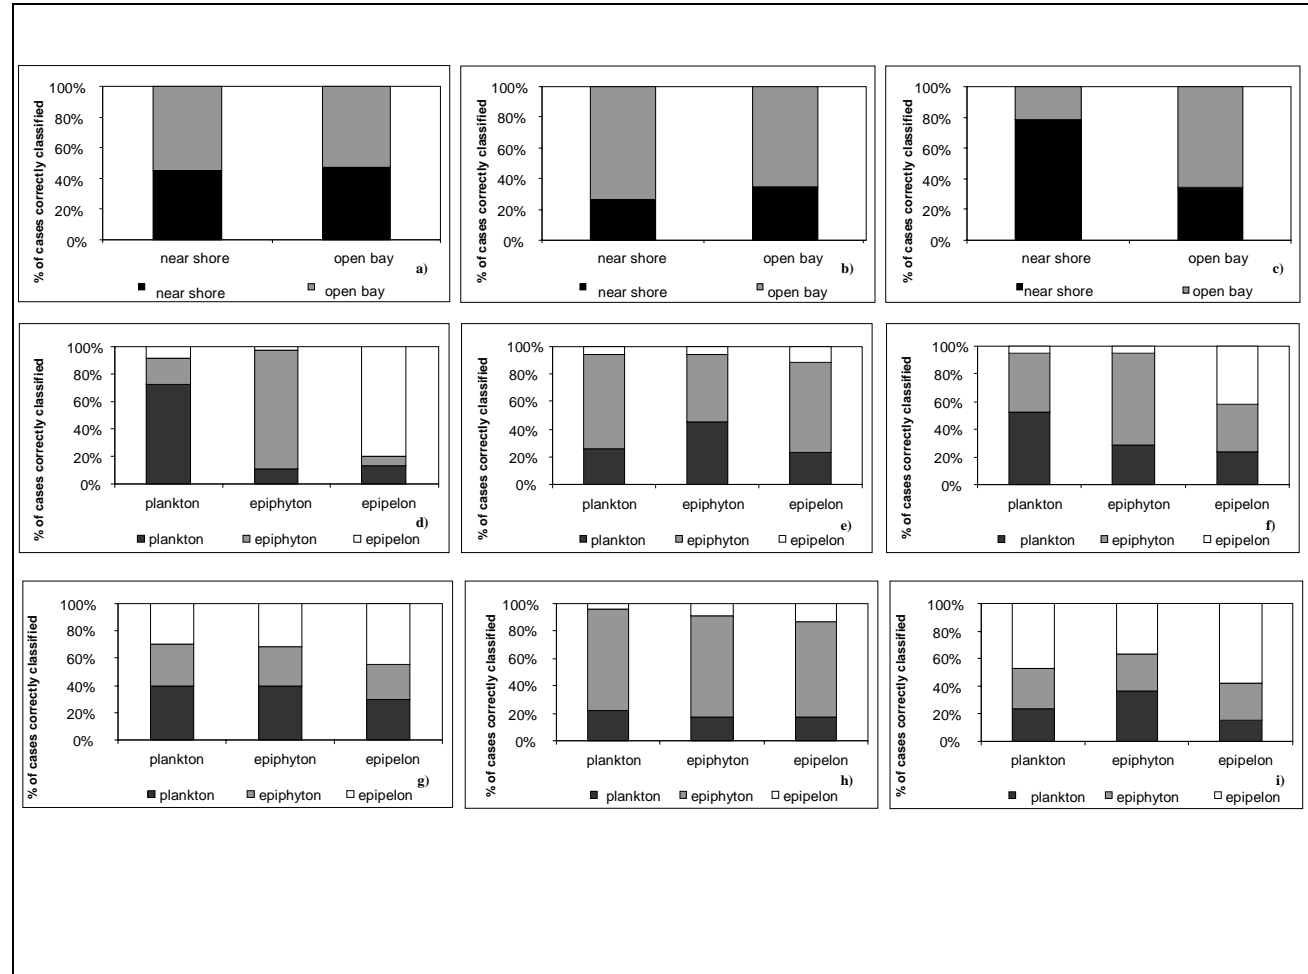 % of cases correctly classified
100%
80%
60%
40%
20%
0%
near shore open bay
a)
near shore open bay
% of cases correctly classified
100%
80%
60%
40%
20%
0%
near shore open bay
b)
near shore open bay
% of cases correctly classified
100%
80%
60%
40%
20%
0%
near shore open bay
c)
near shore open bay
% of cases correctly classified
100%
80%
60%
40%
20%
0%
plankton epiphyton epipelon
d)
plankton epiphyton epipelon
% of cases correctly classified
100%
80%
60%
40%
20%
0%
plankton epiphyton epipelon
e)
plankton epiphyton epipelon
% of cases correctly classified
100%
80%
60%
40%
20%
0%
plankton epiphyton epipelon
f)
plankton epiphyton epipelon
% of cases correctly classified
100%
80%
60%
40%
20%
0%
plankton epiphyton epipelon
g)
plankton epiphyton epipelon
% of cases correctly classified
100%
80%
60%
40%
20%
0%
plankton epiphyton epipelon
h)
plankton epiphyton epipelon
% of cases correctly classified
100%
80%
60%
40%
20%
0%
plankton epiphyton epipelon
i)
plankton epiphyton epipelon